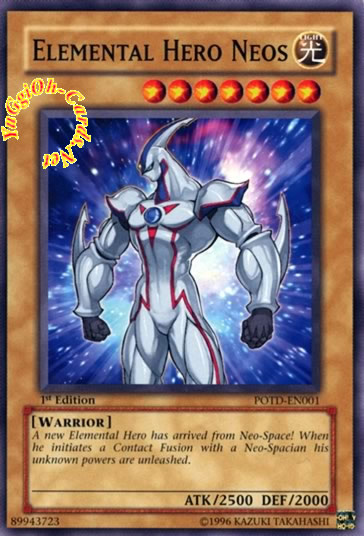 ELEMENTAL HERO NEOS
LIGHT
光
YuGgiOh-Cards.Net
1st Edition
POTD-EN001
[WARRIOR]
A new Elemental Hero has arrived from Neo-Space! When
he initiates a Contact Fusion with a Neo-Spacian his
unknown powers are unleashed.
ATK/2500 DEF/2000
89943723
©1996 KAZUKI TAKAHASHI